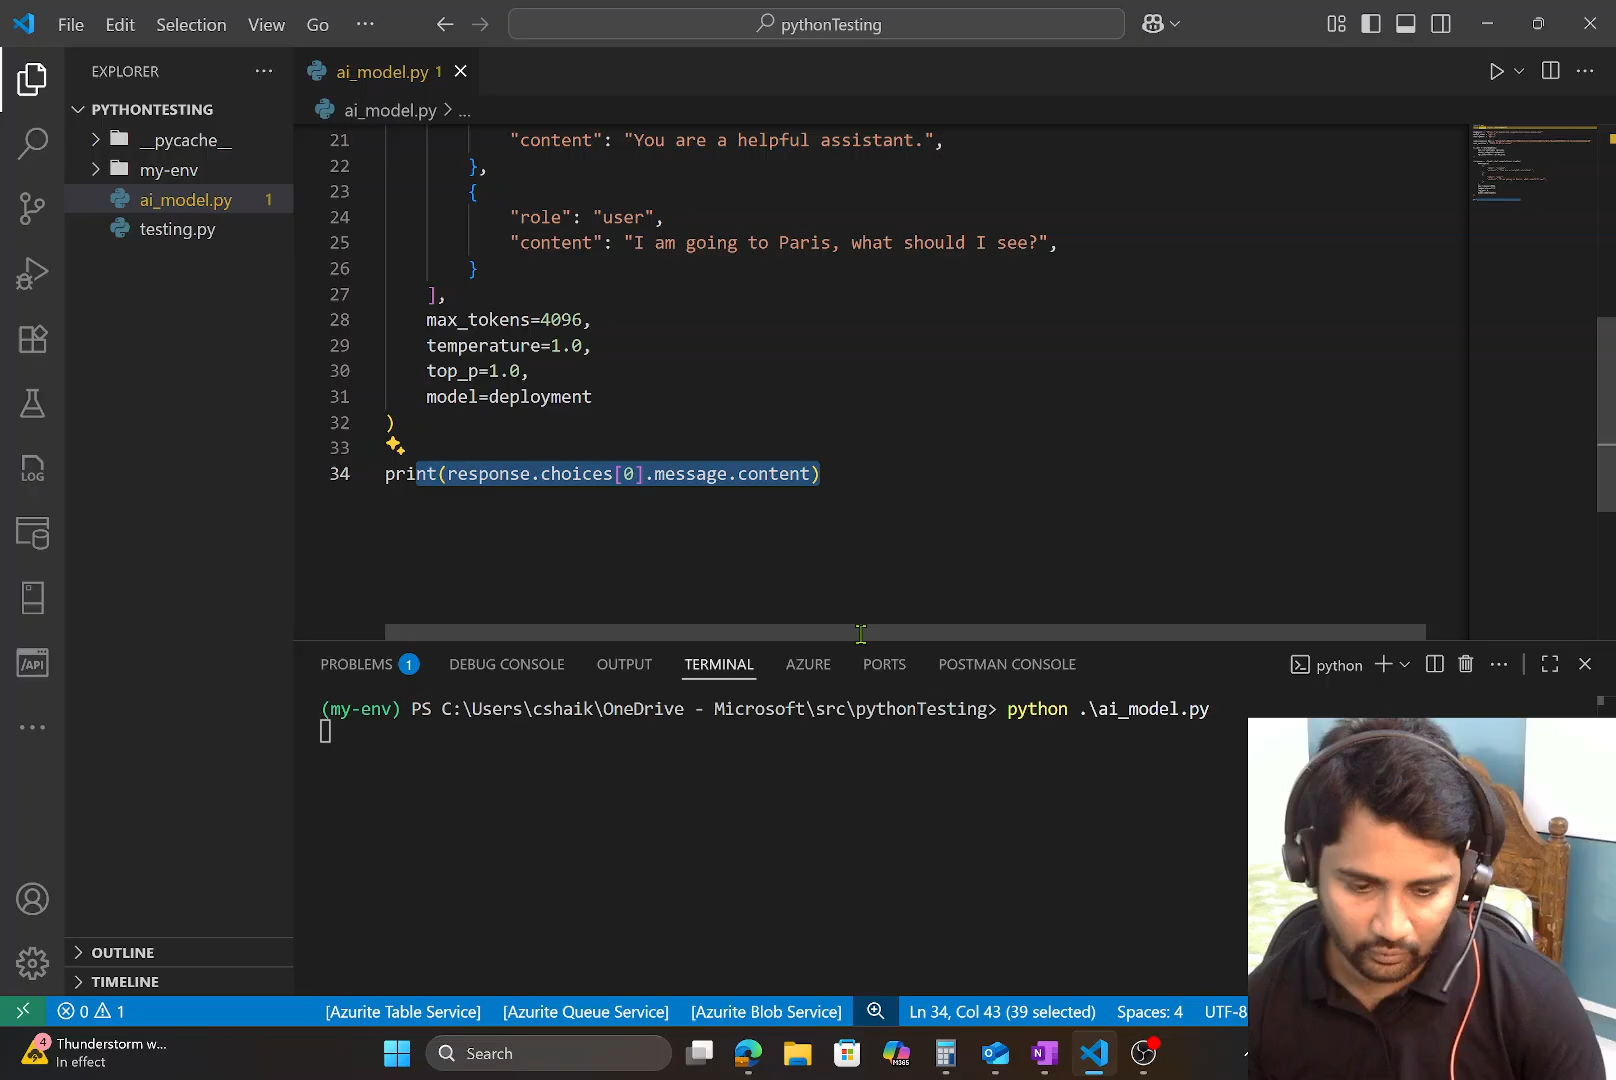 File Edit Selection View Go ··· pythonTesting
EXPLORER ···
PYTHONTESTING
__pycache__
my-env
ai_model.py 1
testing.py
OUTLINE
TIMELINE
ai_model.py 1
ai_model.py > ...
21 "content": "You are a helpful assistant.",
22 },
23 {
24 "role": "user",
25 "content": "I am going to Paris, what should I see?",
26 }
27 ],
28 max_tokens=4096,
29 temperature=1.0,
30 top_p=1.0,
31 model=deployment
32 )
33
34 print(response.choices[0].message.content)
PROBLEMS 1 DEBUG CONSOLE OUTPUT TERMINAL AZURE PORTS POSTMAN CONSOLE python
(my-env) PS C:\Users\cshaik\OneDrive - Microsoft\src\pythonTesting> python .\ai_model.py
LOG
/API
0 1 [Azurite Table Service] [Azurite Queue Service] [Azurite Blob Service] Ln 34, Col 43 (39 selected) Spaces: 4 UTF-8
4 Thunderstorm w...
In effect
Search
M365